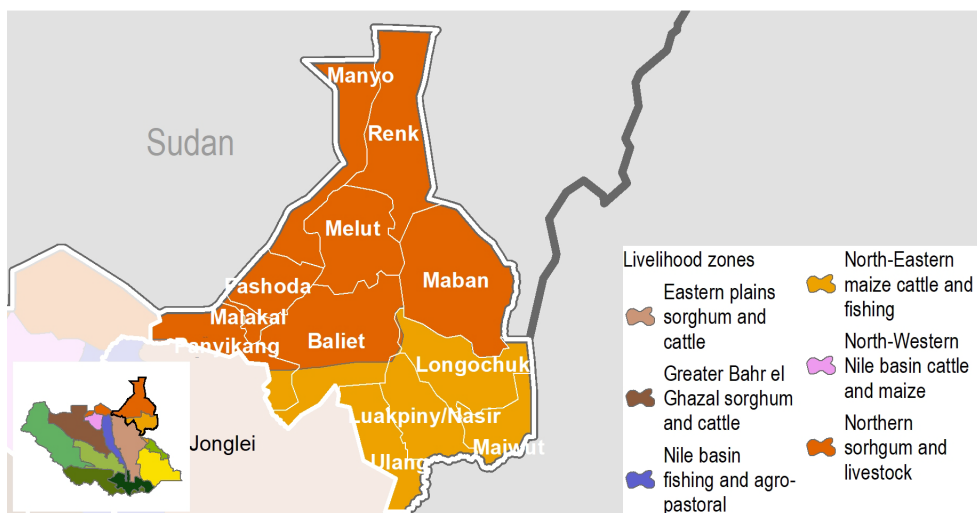 Manyo
Renk
Sudan
Melut
Fashoda
Maban
Malakal
Panyikang
Baliet
Longochuk
Luakpiny/Nasir
Maiwut
Ulang
Jonglei
Livelihood zones
Eastern plains
sorghum and
cattle
Greater Bahr el
Ghazal sorghum
and cattle
Nile basin
fishing and agro-
pastoral
North-Eastern
maize cattle and
fishing
North-Western
Nile basin cattle
and maize
Northern
sorhgum and
livestock